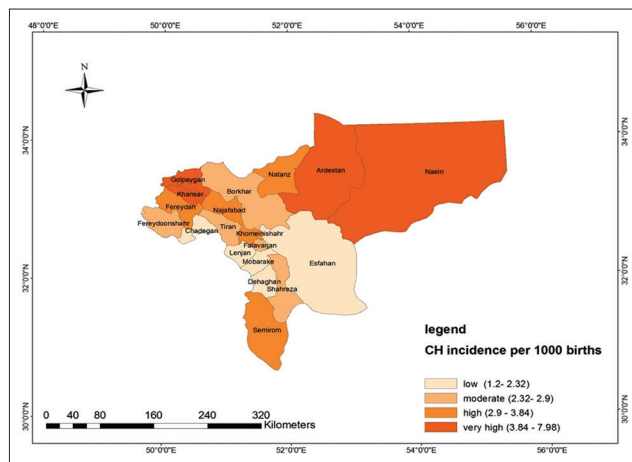 48°0'0"E
50°0'0"E
52°0'0"E
54°0'0"E
56°0'0"E
N
34°0'0"N
34°0'0"N
Ardestan
Natanz
Naein
Golpaygan
Khansar
Borkhar
Fereydan
Najafabad
Fereydoonshahr
Tiran
Chadegan
Khomeinishahr
Falavarjan
Lenjan
Mobarake
Esfahan
32°0'0"N
32°0'0"N
Dehaghan
Shahreza
Semirom
legend
CH incidence per 1000 births
low (1.2- 2.32)
moderate (2.32- 2.9)
high (2.9 - 3.84)
very high (3.84 - 7.98)
30°0'0"N
30°0'0"N
0 20 40 80 160 240 320
Kilometers
50°0'0"E
52°0'0"E
54°0'0"E
56°0'0"E